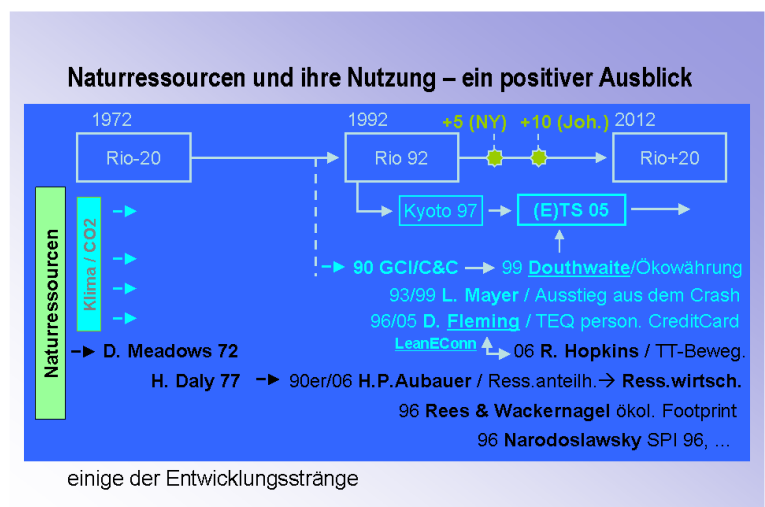 Naturressourcen und ihre Nutzung – ein positiver Ausblick
1972 1992 +5 (NY) +10 (Joh.) 2012
Rio-20 Rio 92 Rio+20
Naturressourcen
Klima / CO2
Kyoto 97 (E)TS 05
90 GCI/C&C 99 Douthwaite/Ökowährung
93/99 L. Mayer / Ausstieg aus dem Crash
96/05 D. Fleming / TEQ person. CreditCard
LeanEConn 06 R. Hopkins / TT-Beweg.
D. Meadows 72
H. Daly 77 90er/06 H.P.Aubauer / Ress.anteilh.→ Ress.wirtsch.
96 Rees & Wackernagel ökol. Footprint
96 Narodoslawsky SPI 96, ...
einige der Entwicklungsstränge